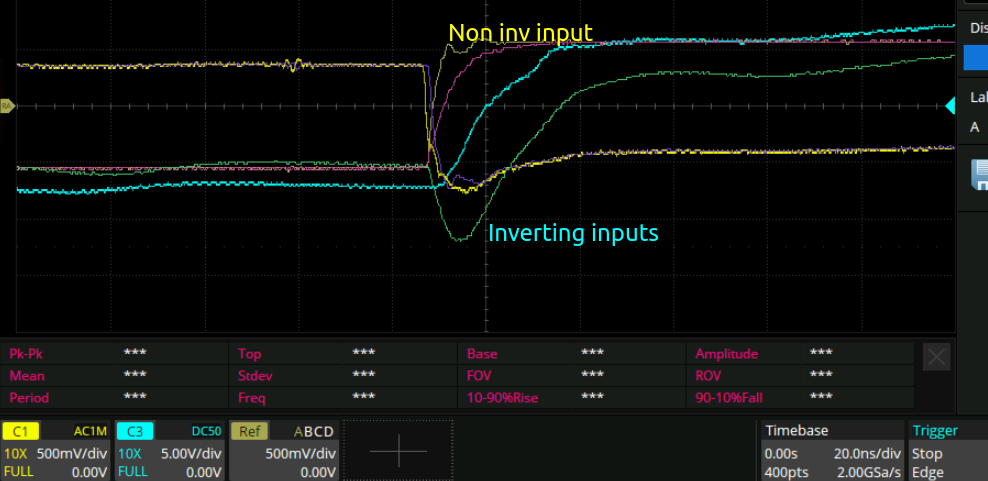 Non inv input
Dis
RA
Lal
A
Inverting inputs
Pk-Pk *** Top *** Base *** Amplitude ***
Mean *** Stdev *** FOV *** ROV ***
Period *** Freq *** 10-90%Rise *** 90-10%Fall ***
C1 AC1M C3 DC50 Ref ABCD Timebase Trigger
10X 500mV/div 10X 5.00V/div 500mV/div 0.00s 20.0ns/div Stop
FULL 0.00V FULL 0.00V 0.00V 400pts 2.00GSa/s Edge